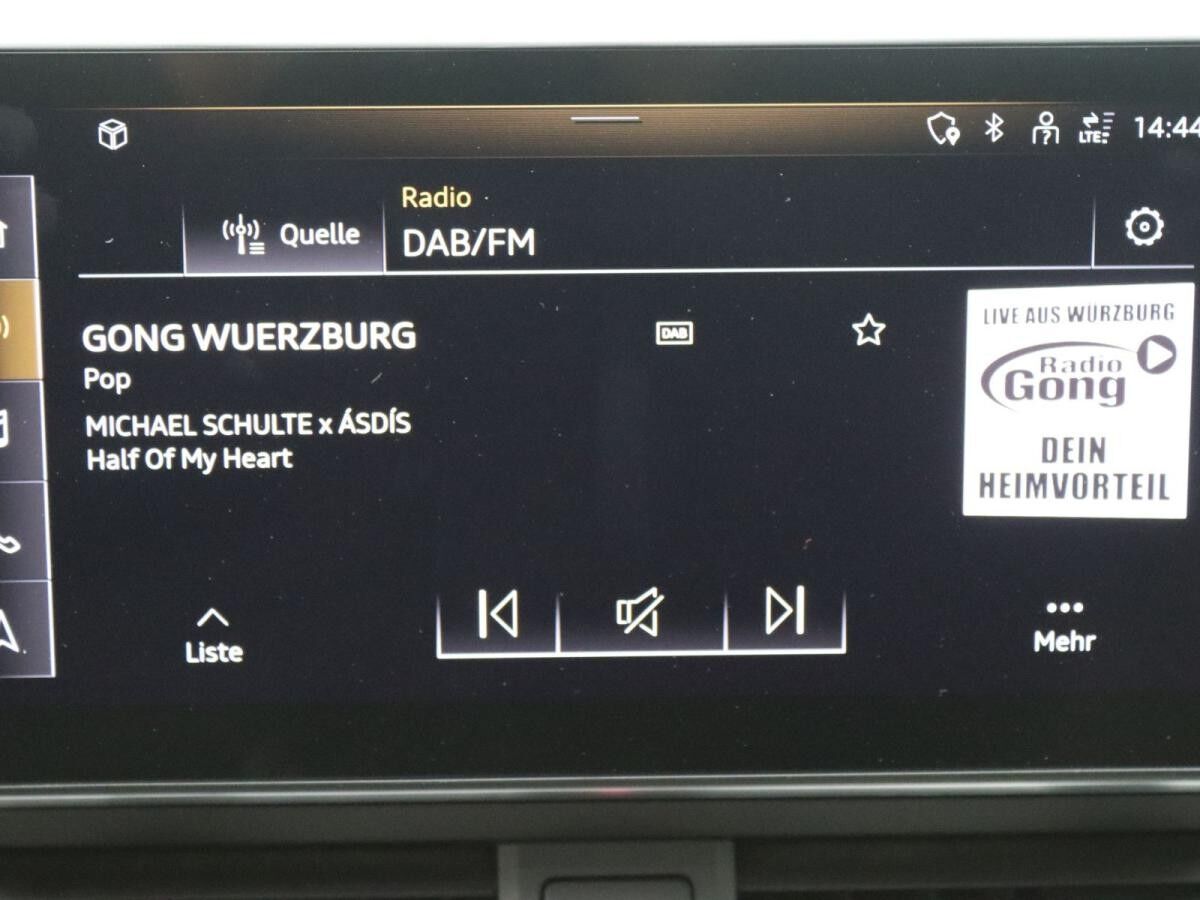 LTE
14:44
Radio
Quelle
DAB/FM
GONG WUERZBURG
DAB
Pop
MICHAEL SCHULTE x ÁSDÍS
Half Of My Heart
LIVE AUS WÜRZBURG
Radio
Gong
DEIN
HEIMVORTEIL
Liste
Mehr